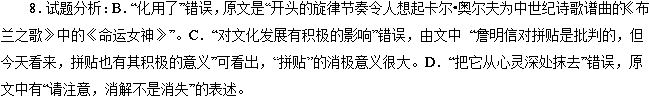 8．试题分析：B．“化用了”错误，原文是“开头的旋律节奏令人想起卡尔•奥尔夫为中世纪诗歌谱曲的《布
兰之歌》中的《命运女神》”。C．“对文化发展有积极的影响”错误，由文中 “詹明信对拼贴是批判的，但
今天看来，拼贴也有其积极的意义”可看出，“拼贴”的消极意义很大。D．“把它从心灵深处抹去”错误，原
文中有“请注意，消解不是消失”的表述。